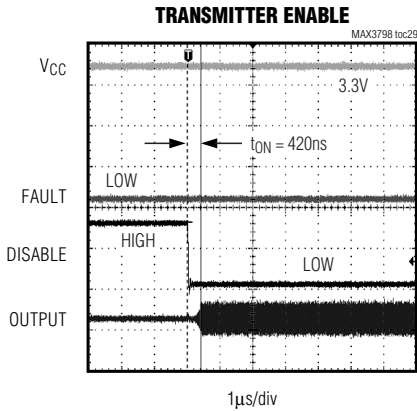 TRANSMITTER ENABLE
MAX3798 toc29
T
VCC
3.3V
tON = 420ns
LOW
FAULT
HIGH
DISABLE
LOW
OUTPUT
1μs/div